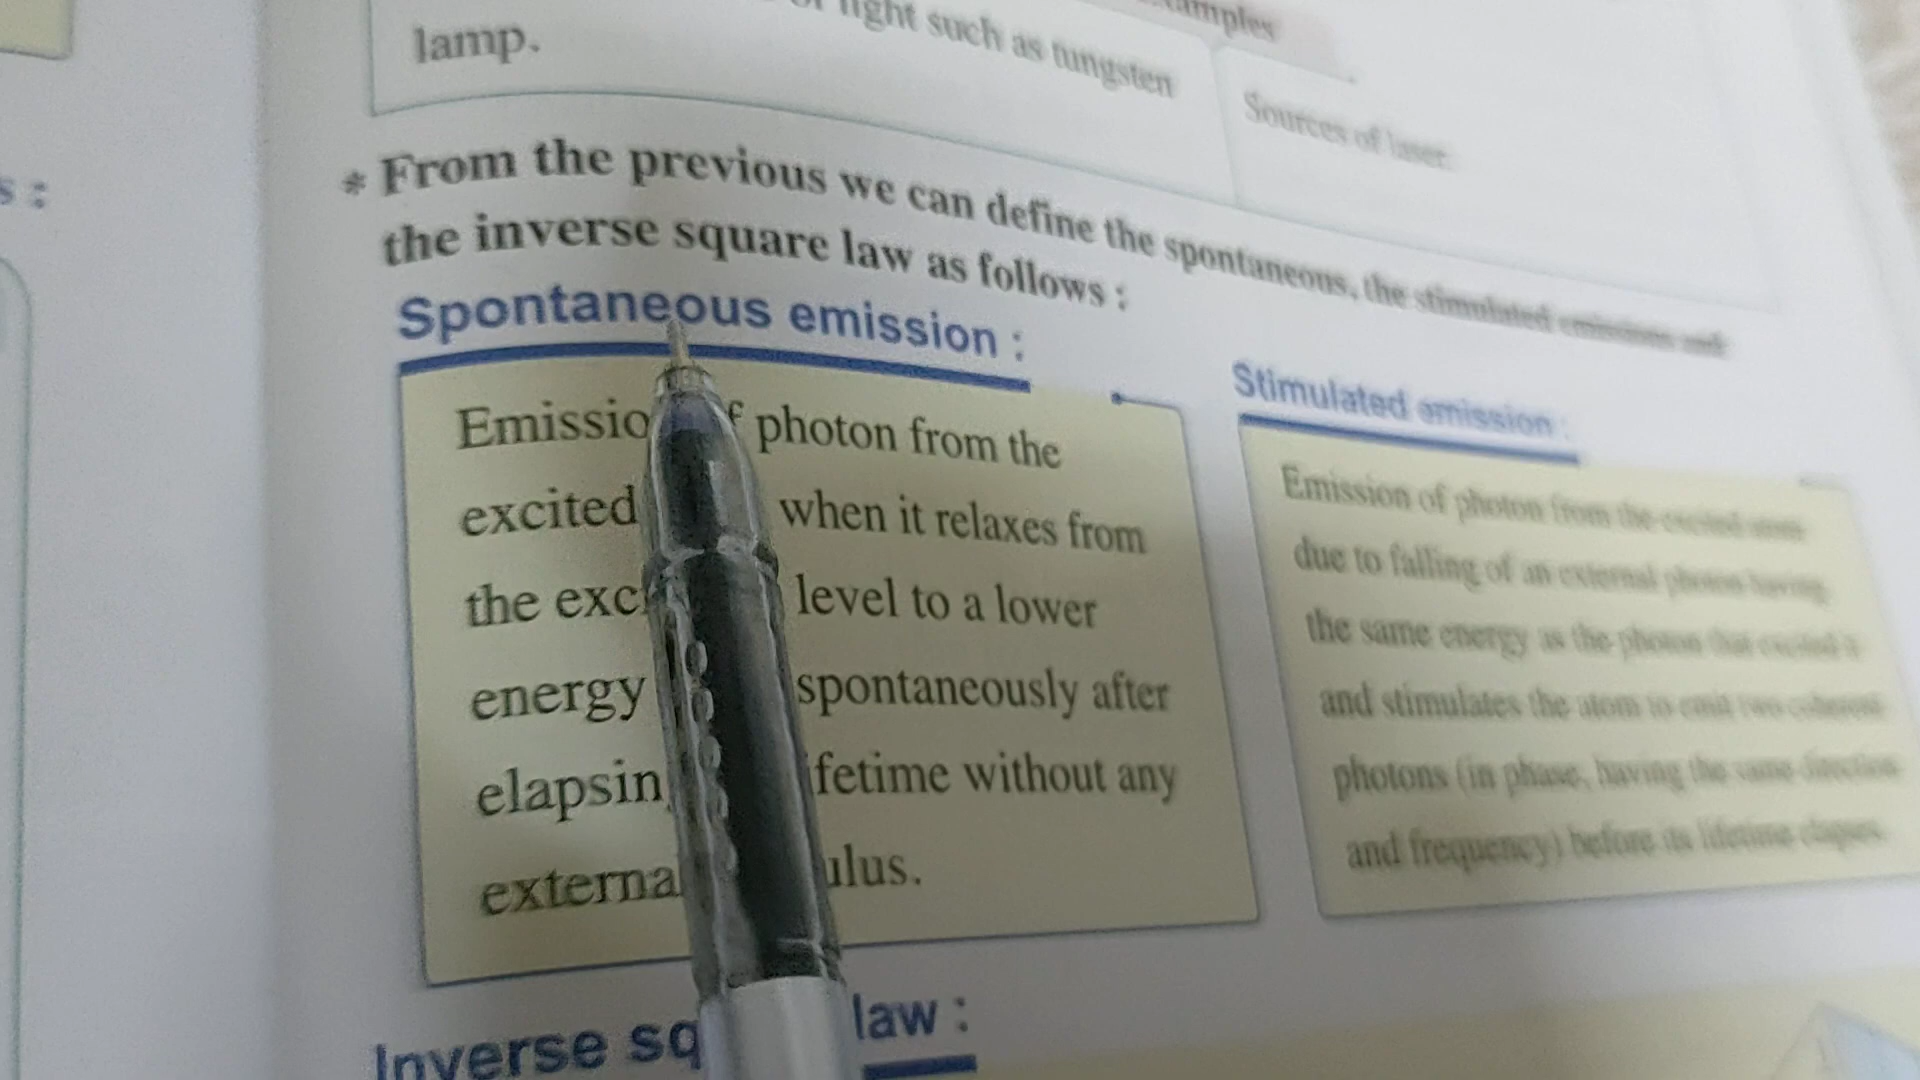 amples
of light such as tungsten
lamp.
Sources of laser.
* From the previous we can define the spontaneous, the stimulated emissions and
the inverse square law as follows :
Spontaneous emission :
Emissio f photon from the
excited when it relaxes from
the exc level to a lower
energy spontaneously after
elapsin ifetime without any
externa ulus.
Stimulated emission :
Emission of photon from the excited atom
due to falling of an external photon having
the same energy as the photon that excited it
and stimulates the atom to emit two coherent
photons (in phase, having the same direction
and frequency) before its lifetime elapses.
Inverse sq law :
s :